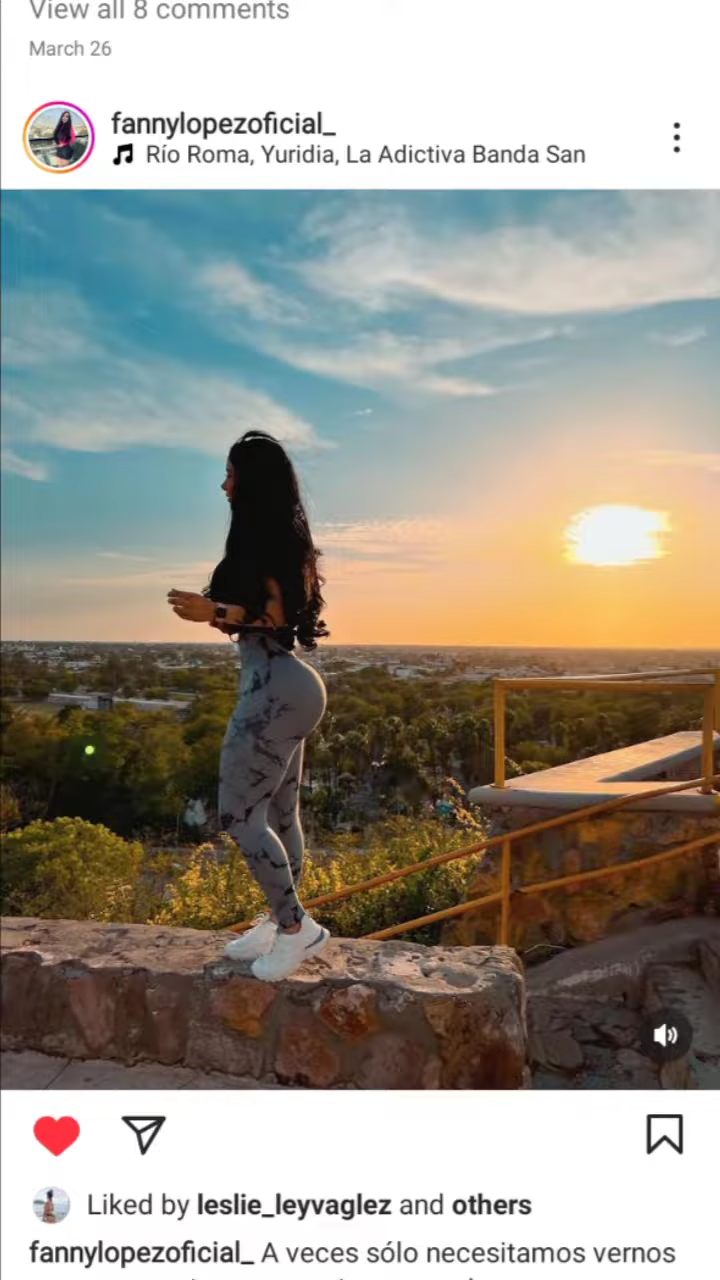 View all 8 comments
March 26
fannylopezoficial_
Río Roma, Yuridia, La Adictiva Banda San
Liked by leslie_leyvaglez and others
fannylopezoficial_ A veces sólo necesitamos vernos